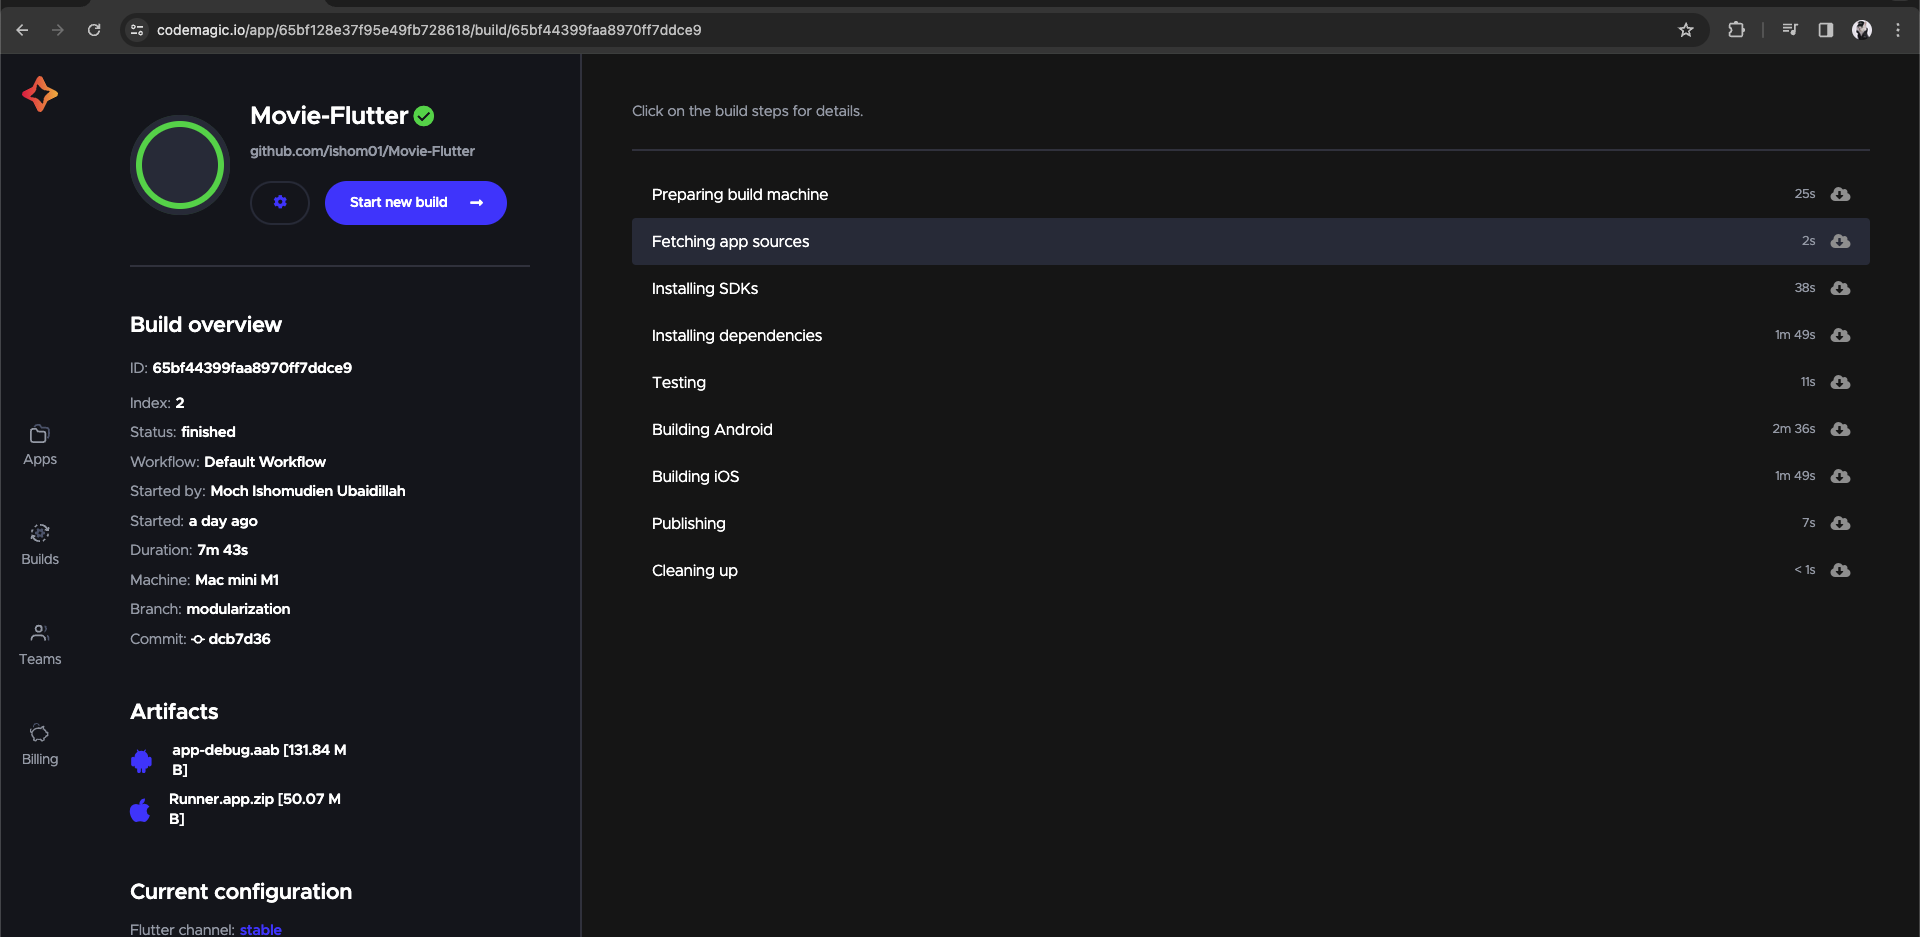 codemagic.io/app/65bf128e37f95e49fb728618/build/65bf44399faa8970ff7ddce9
Movie-Flutter
github.com/ishom01/Movie-Flutter
Start new build
Build overview
ID: 65bf44399faa8970ff7ddce9
Index: 2
Status: finished
Workflow: Default Workflow
Started by: Moch Ishomudien Ubaidillah
Started: a day ago
Duration: 7m 43s
Machine: Mac mini M1
Branch: modularization
Commit: dcb7d36
Artifacts
app-debug.aab [131.84 M
B]
Runner.app.zip [50.07 M
B]
Current configuration
Flutter channel: stable
Apps
Builds
Teams
Billing
Click on the build steps for details.
Preparing build machine 25s
Fetching app sources 2s
Installing SDKs 38s
Installing dependencies 1m 49s
Testing 11s
Building Android 2m 36s
Building iOS 1m 49s
Publishing 7s
Cleaning up < 1s